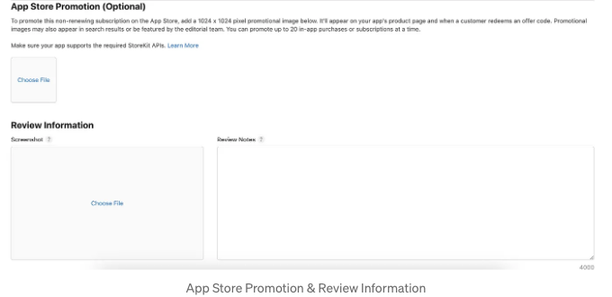 App Store Promotion (Optional)
To promote this non-renewing subscription on the App Store, add a 1024 x 1024 pixel promotional image below. It'll appear on your app's product page and when a customer redeems an offer code. Promotional
images may also appear in search results or be featured by the editorial team. You can promote up to 20 in-app purchases or subscriptions at a time.
Make sure your app supports the required StoreKit APIs. Learn More
Choose File
Review Information
Screenshot ? Review Notes ?
Choose File
4000
App Store Promotion & Review Information